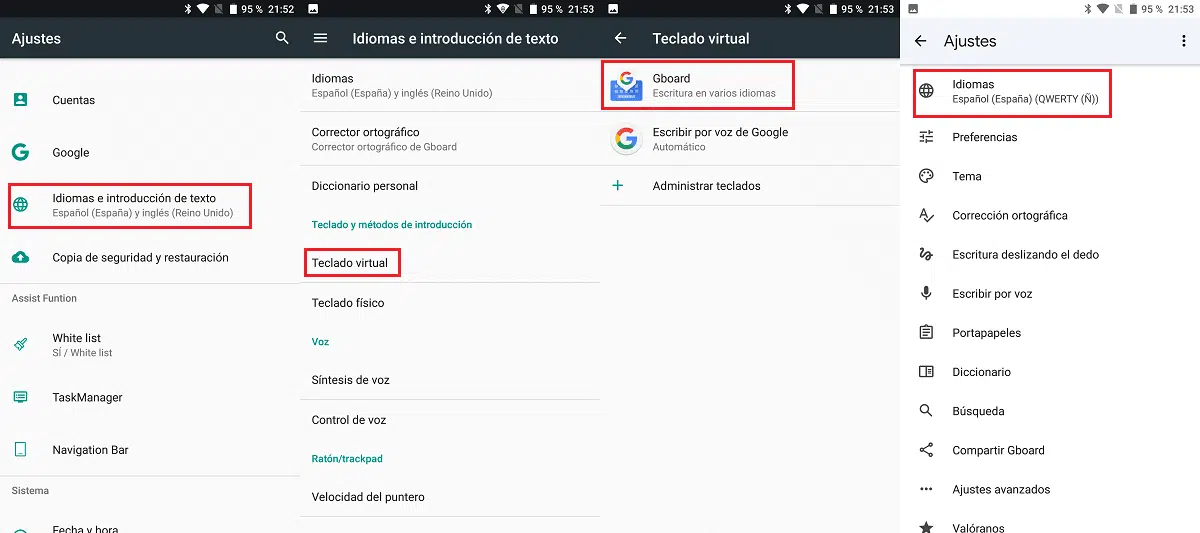 95 % 21:52
Ajustes
Cuentas
Google
Idiomas e introducción de texto
Español (España) y inglés (Reino Unido)
Copia de seguridad y restauración
Assist Funtion
White list
SÍ / White list
TaskManager
Navigation Bar
Sistema
Fecha y hora
95 % 21:53
Idiomas e introducción de texto
Idiomas
Español (España) y inglés (Reino Unido)
Corrector ortográfico
Corrector ortográfico de Gboard
Diccionario personal
Teclado y métodos de introducción
Teclado virtual
Teclado físico
Voz
Síntesis de voz
Control de voz
Ratón/trackpad
Velocidad del puntero
95 % 21:53
Teclado virtual
Gboard
Escritura en varios idiomas
Escribir por voz de Google
Automático
Administrar teclados
95 % 21:53
Ajustes
Idiomas
Español (España) (QWERTY (Ñ))
Preferencias
Tema
Corrección ortográfica
Escritura deslizando el dedo
Escribir por voz
Portapapeles
Diccionario
Búsqueda
Compartir Gboard
Ajustes avanzados
Valóranos